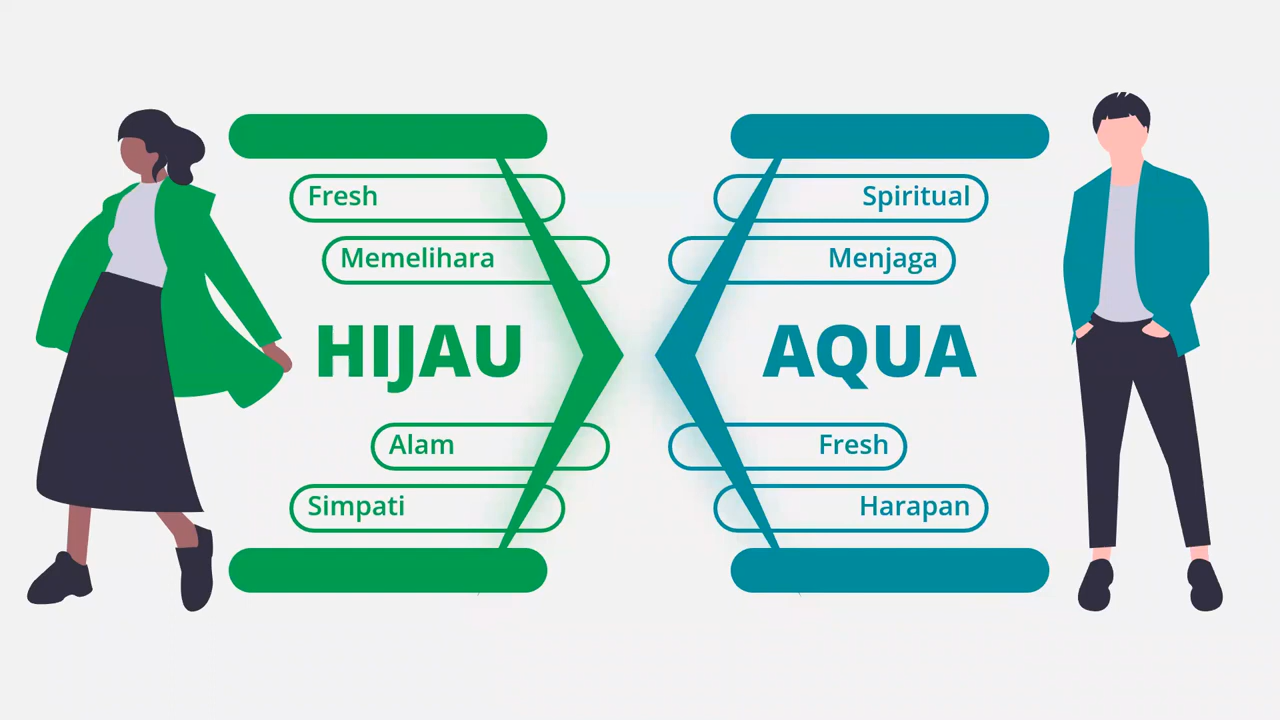 Fresh
Memelihara
HIJAU
Alam
Simpati
Spiritual
Menjaga
AQUA
Fresh
Harapan